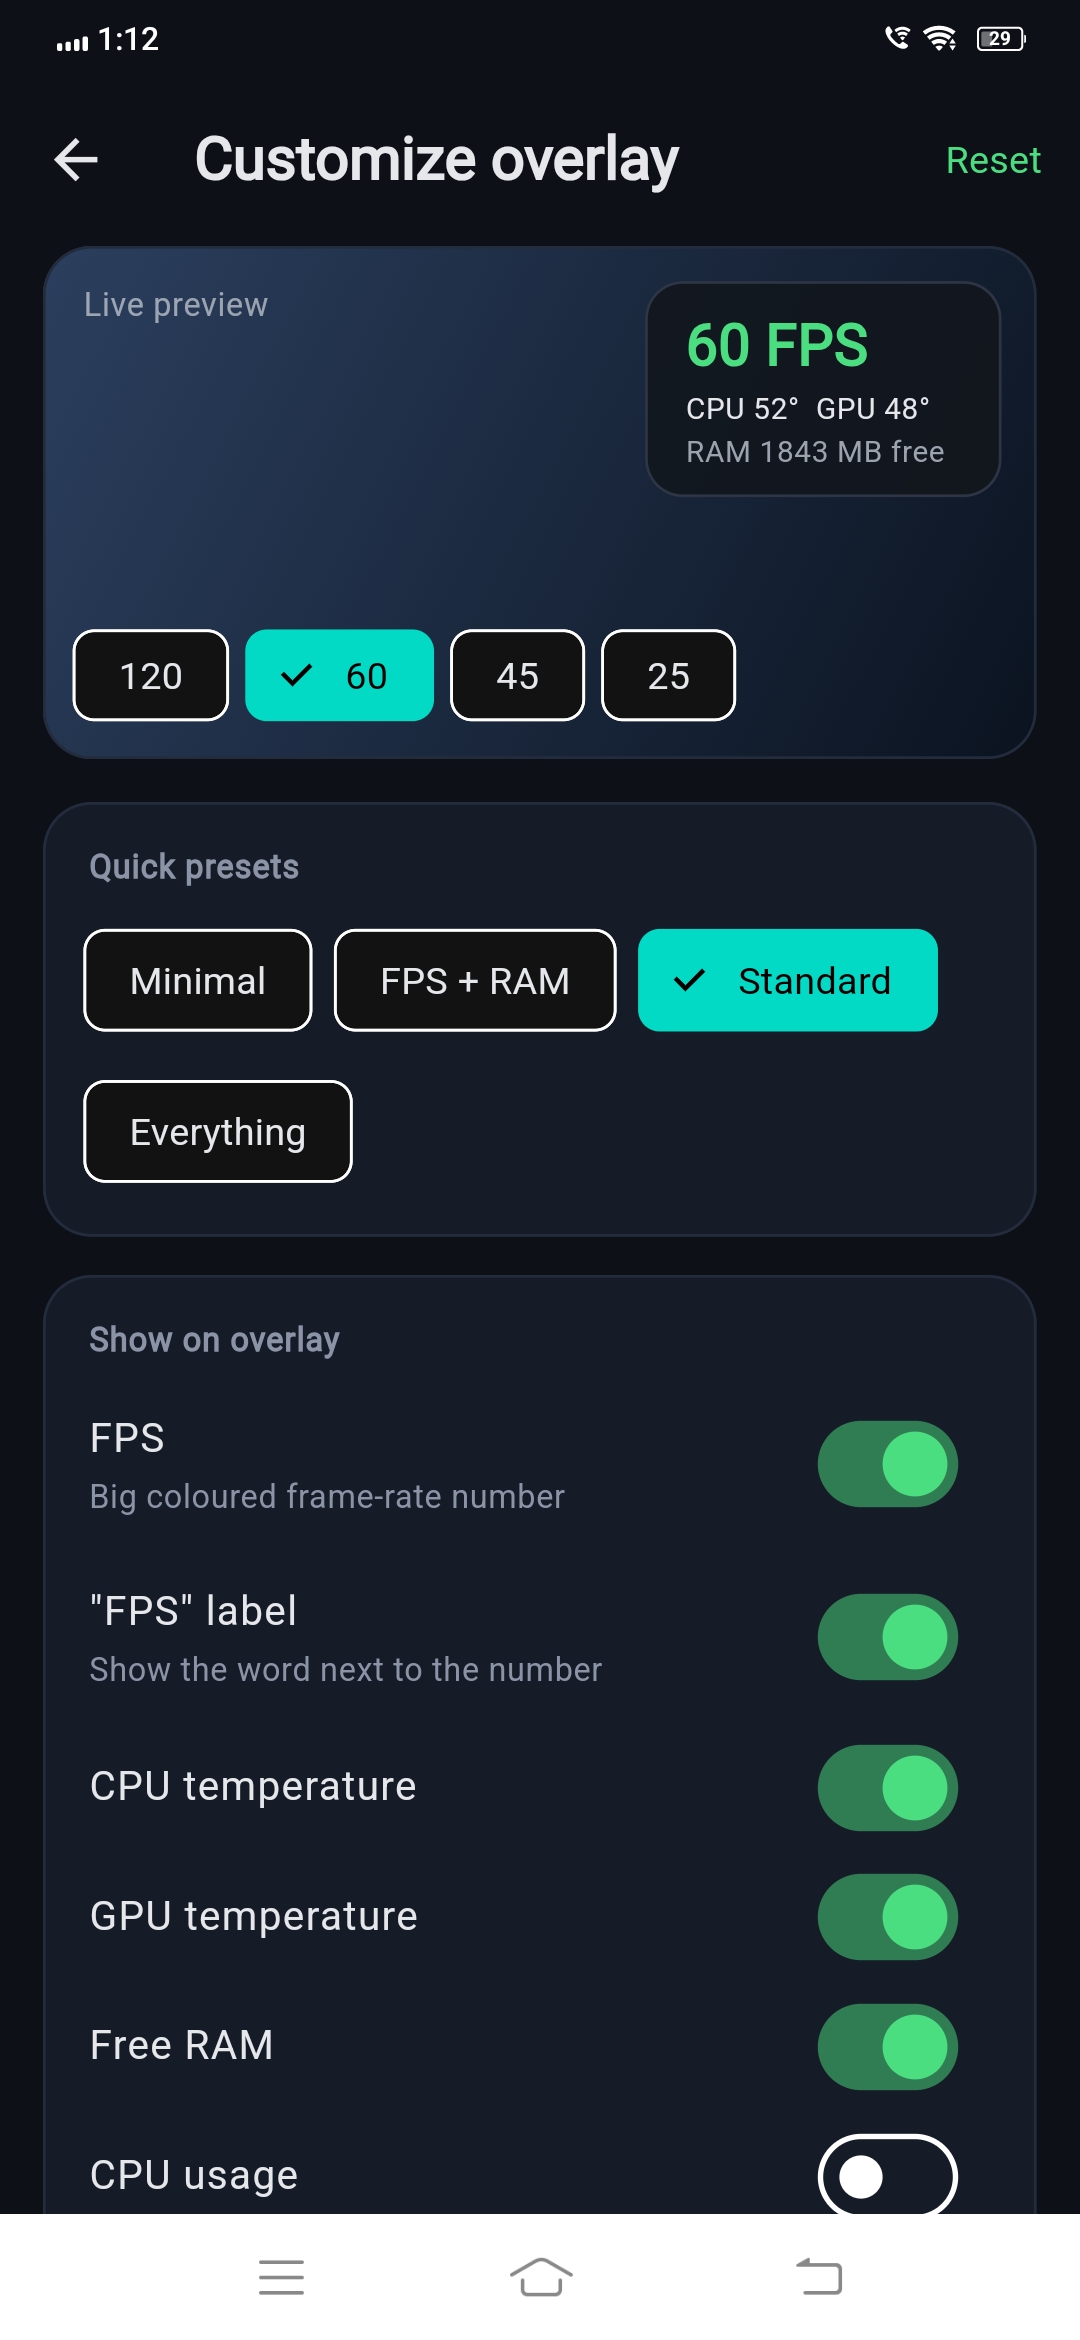 1:12
29
Customize overlay
Reset
Live preview
60 FPS
CPU 52° GPU 48°
RAM 1843 MB free
120
60
45
25
Quick presets
Minimal
FPS + RAM
Standard
Everything
Show on overlay
FPS
Big coloured frame-rate number
"FPS" label
Show the word next to the number
CPU temperature
GPU temperature
Free RAM
CPU usage